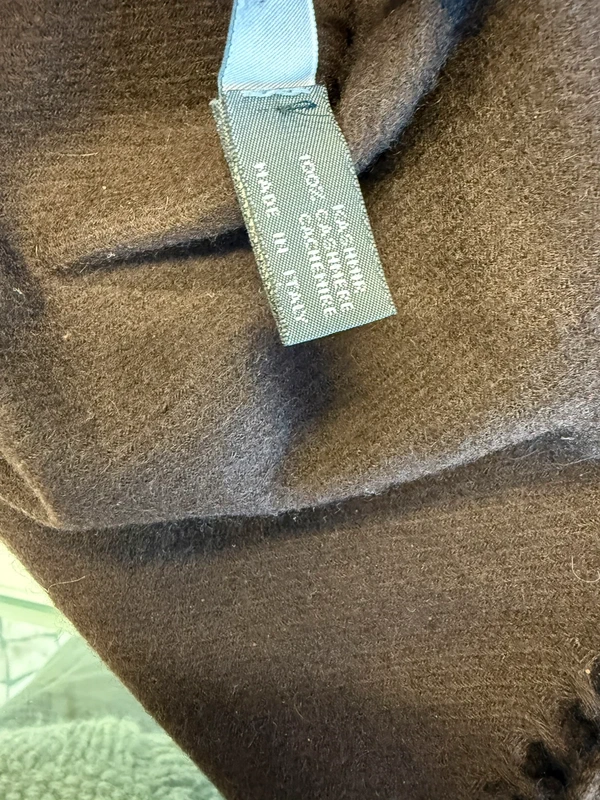 KASHMIR
100% CASHMERE
CACHEMIRE
MADE IN ITALY